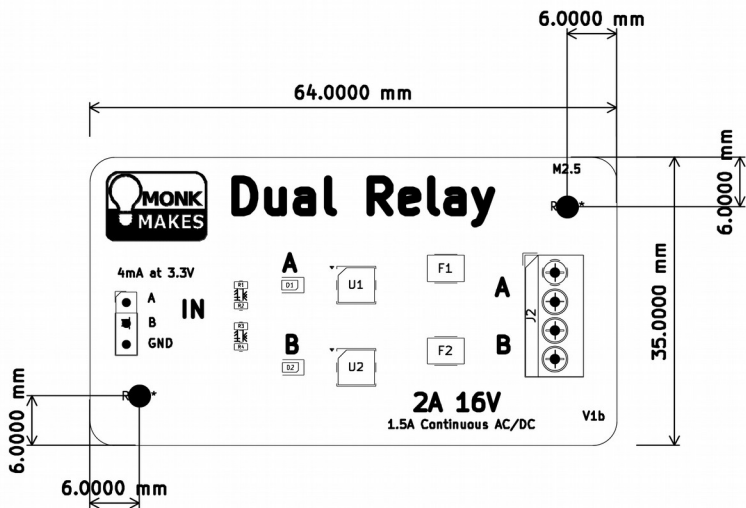 6.0000 mm
64.0000 mm
M2.5
6.0000 mm
MONK
MAKES
Dual Relay
R *
4mA at 3.3V
A
B
GND
IN
R1
R2
R3
R4
A
D1
U1
F1
A
B
D2
U2
F2
J2
B
35.0000 mm
2A 16V
1.5A Continuous AC/DC
V1b
R *
6.0000 mm
6.0000 mm